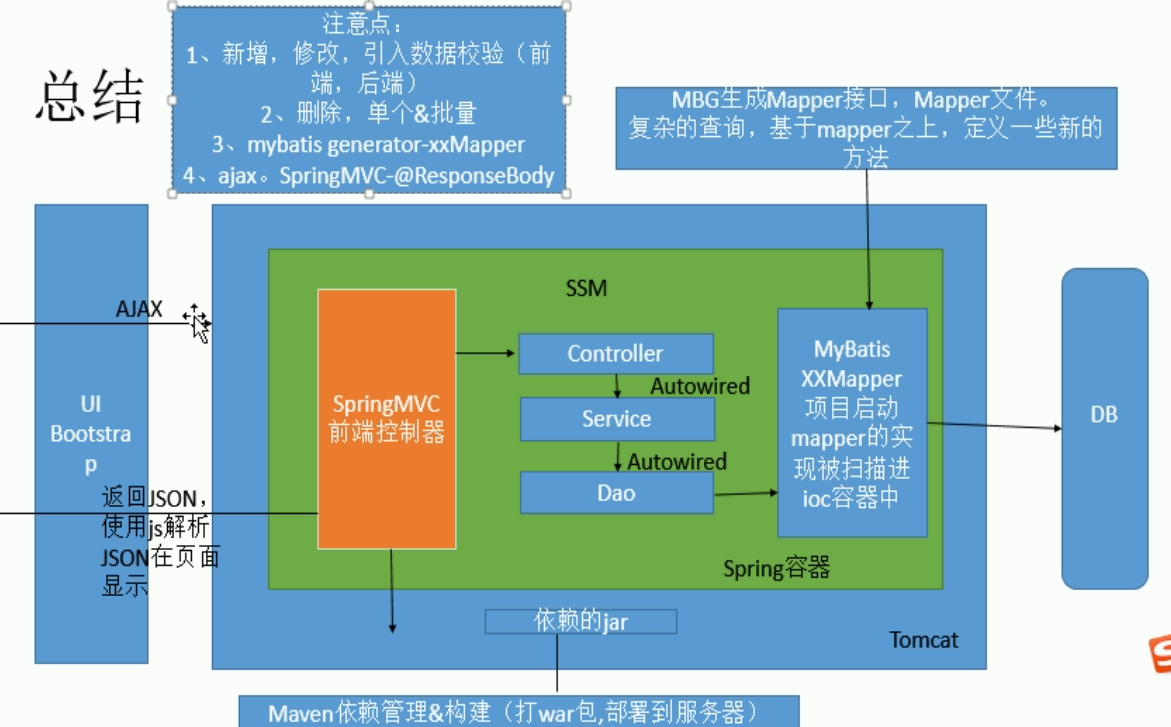 总结
注意点：
1、新增，修改，引入数据校验（前
端，后端）
2、删除，单个&批量
3、mybatis generator-xxMapper
4、ajax。SpringMVC-@ResponseBody
MBG生成Mapper接口，Mapper文件。
复杂的查询，基于mapper之上，定义一些新的
方法
AJAX
UI
Bootstra
p
返回JSON，
使用js解析
JSON在页面
显示
SSM
SpringMVC
前端控制器
Controller
Autowired
Service
Autowired
Dao
MyBatis
XXMapper
项目启动
mapper的实
现被扫描进
ioc容器中
Spring容器
DB
依赖的jar
Tomcat
Maven依赖管理&构建（打war包,部署到服务器）